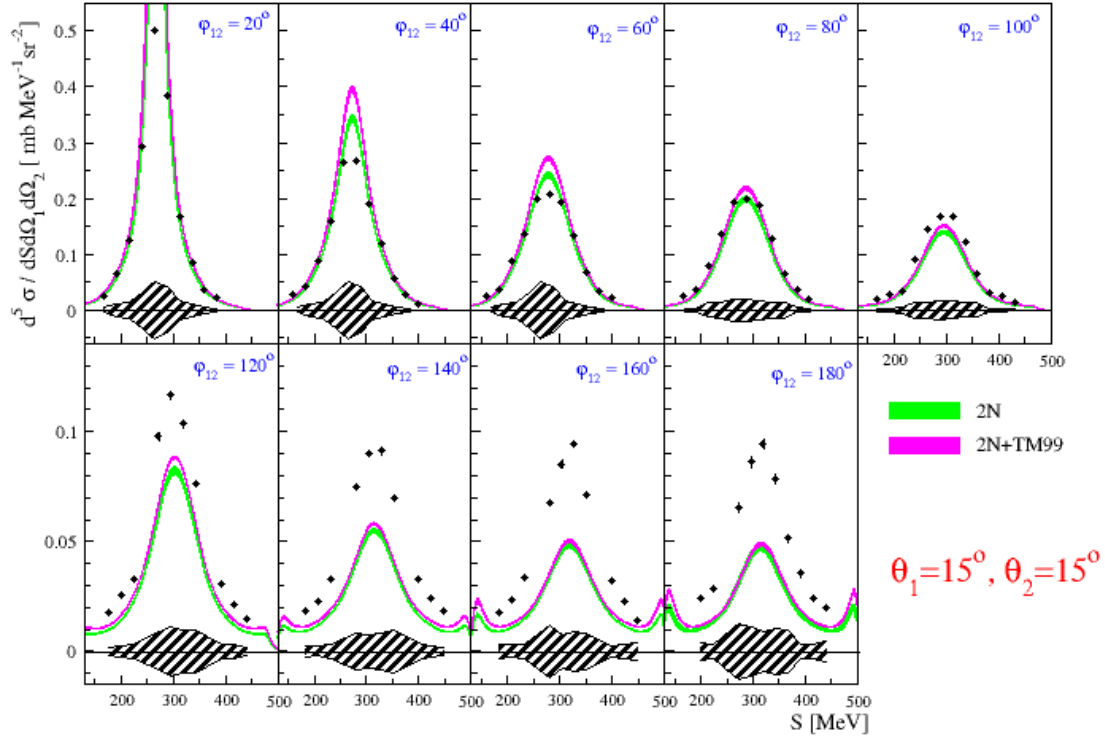 d⁵ σ / dSdΩ₁dΩ₂ [ mb MeV⁻¹sr⁻²]
φ₁₂ = 20° φ₁₂ = 40° φ₁₂ = 60° φ₁₂ = 80° φ₁₂ = 100°
0.5
0.4
0.3
0.2
0.1
0
200 300 400 500
φ₁₂ = 120° φ₁₂ = 140° φ₁₂ = 160° φ₁₂ = 180°
2N
2N+TM99
0.1
0.05
θ₁=15°, θ₂=15°
0
200 300 400 500 200 300 400 500 200 300 400 500 200 300 400 500
S [MeV]